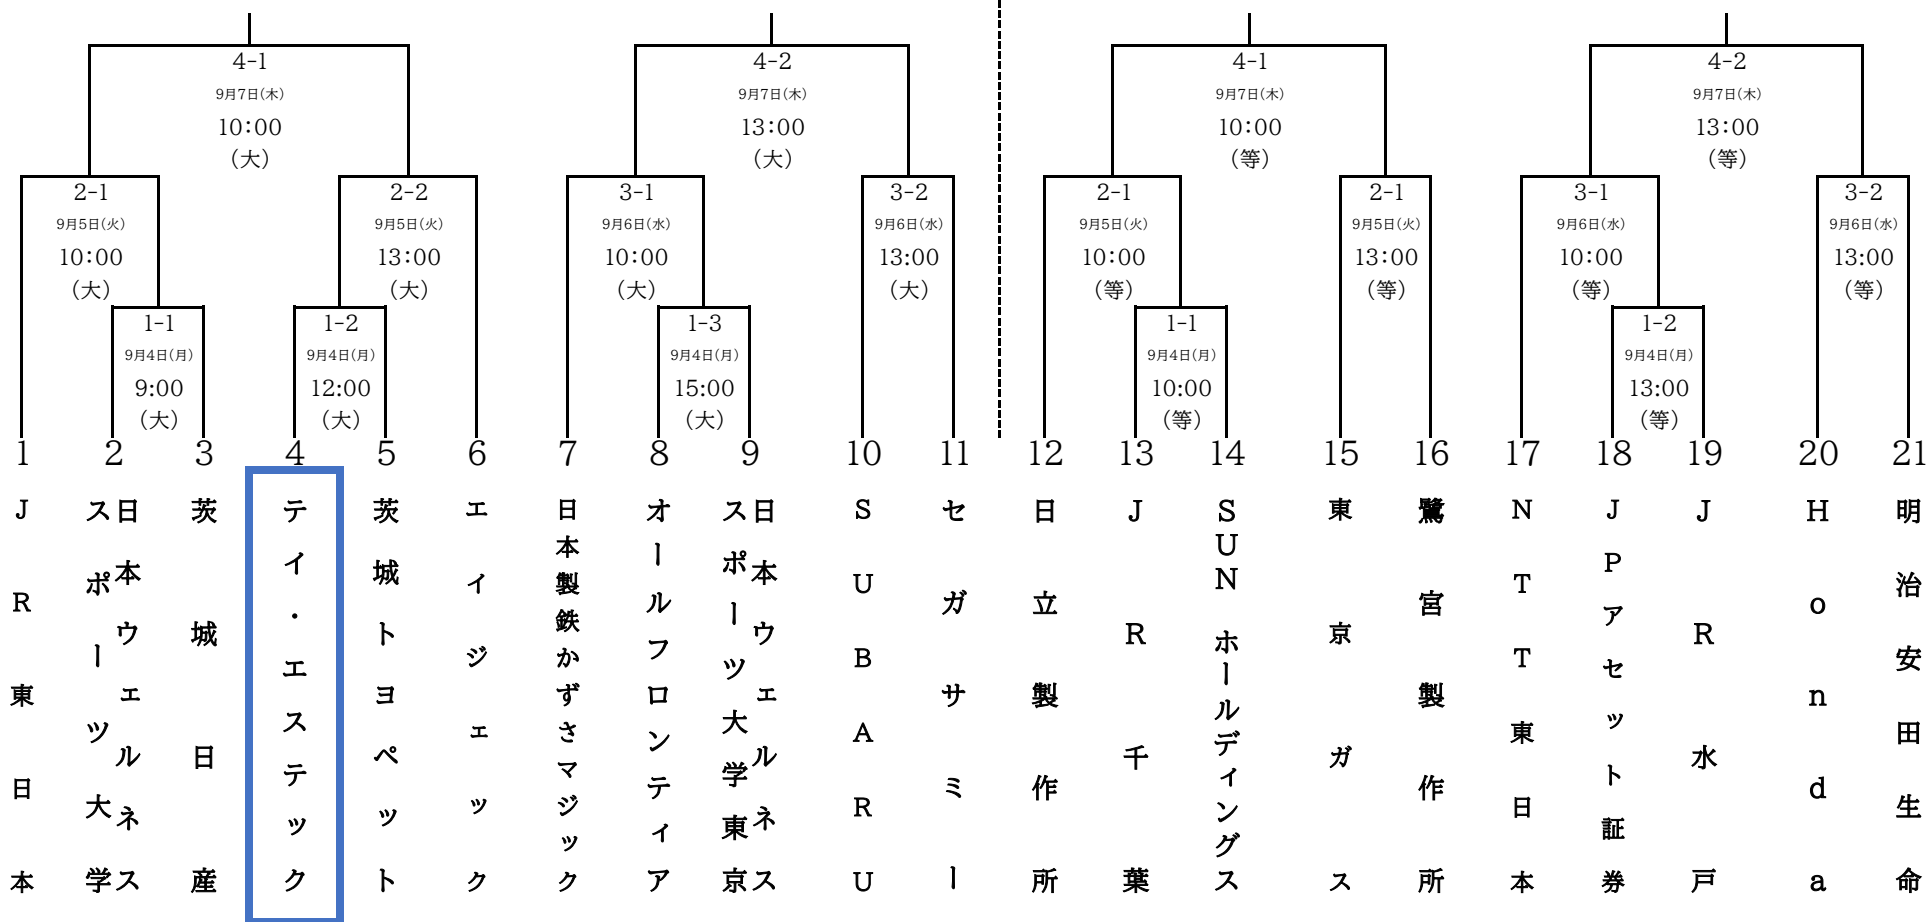 4-1
9月7日(木)
10:00
(大)
4-2
9月7日(木)
13:00
(大)
4-1
9月7日(木)
10:00
(等)
4-2
9月7日(木)
13:00
(等)
2-1
9月5日(火)
10:00
(大)
2-2
9月5日(火)
13:00
(大)
3-1
9月6日(水)
10:00
(大)
3-2
9月6日(水)
13:00
(大)
2-1
9月5日(火)
10:00
(等)
2-1
9月5日(火)
13:00
(等)
3-1
9月6日(水)
10:00
(等)
3-2
9月6日(水)
13:00
(等)
1-1
9月4日(月)
9:00
(大)
1-2
9月4日(月)
12:00
(大)
1-3
9月4日(月)
15:00
(大)
1-1
9月4日(月)
10:00
(等)
1-2
9月4日(月)
13:00
(等)
1
JR東日本
2
日本ウェルネス
スポーツ大学
3
茨城日産
4
テイ・エステック
5
茨城トヨペット
6
エイジェック
7
日本製鉄かずさマジック
8
オールフロンティア
9
日本ウェルネス
スポーツ大学東京
10
SUBARU
11
セガサミー
12
日立製作所
13
JR千葉
14
SUN ホールディングス
15
東京ガス
16
鷺宮製作所
17
NTT東日本
18
JPアセット証券
19
JR水戸
20
Honda
21
明治安田生命